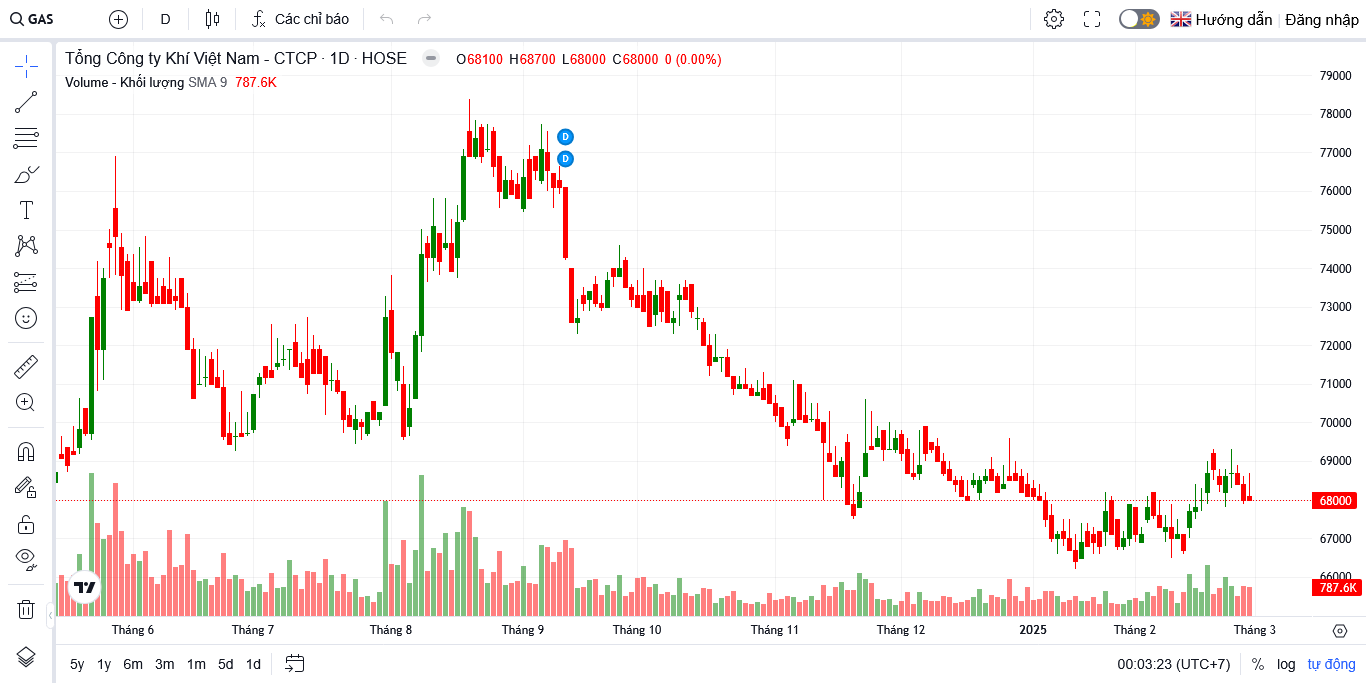 GAS D Các chỉ báo Hướng dẫn Đăng nhập
Tổng Công ty Khí Việt Nam - CTCP · 1D · HOSE O68100 H68700 L68000 C68000 0 (0.00%)
Volume - Khối lượng SMA 9 787.6K
79000
78000
77000
D
D
76000
75000
74000
73000
72000
71000
70000
69000
68000
67000
66000
787.6K
Tháng 6 Tháng 7 Tháng 8 Tháng 9 Tháng 10 Tháng 11 Tháng 12 2025 Tháng 2 Tháng 3
5y 1y 6m 3m 1m 5d 1d 00:03:23 (UTC+7) % log tự động